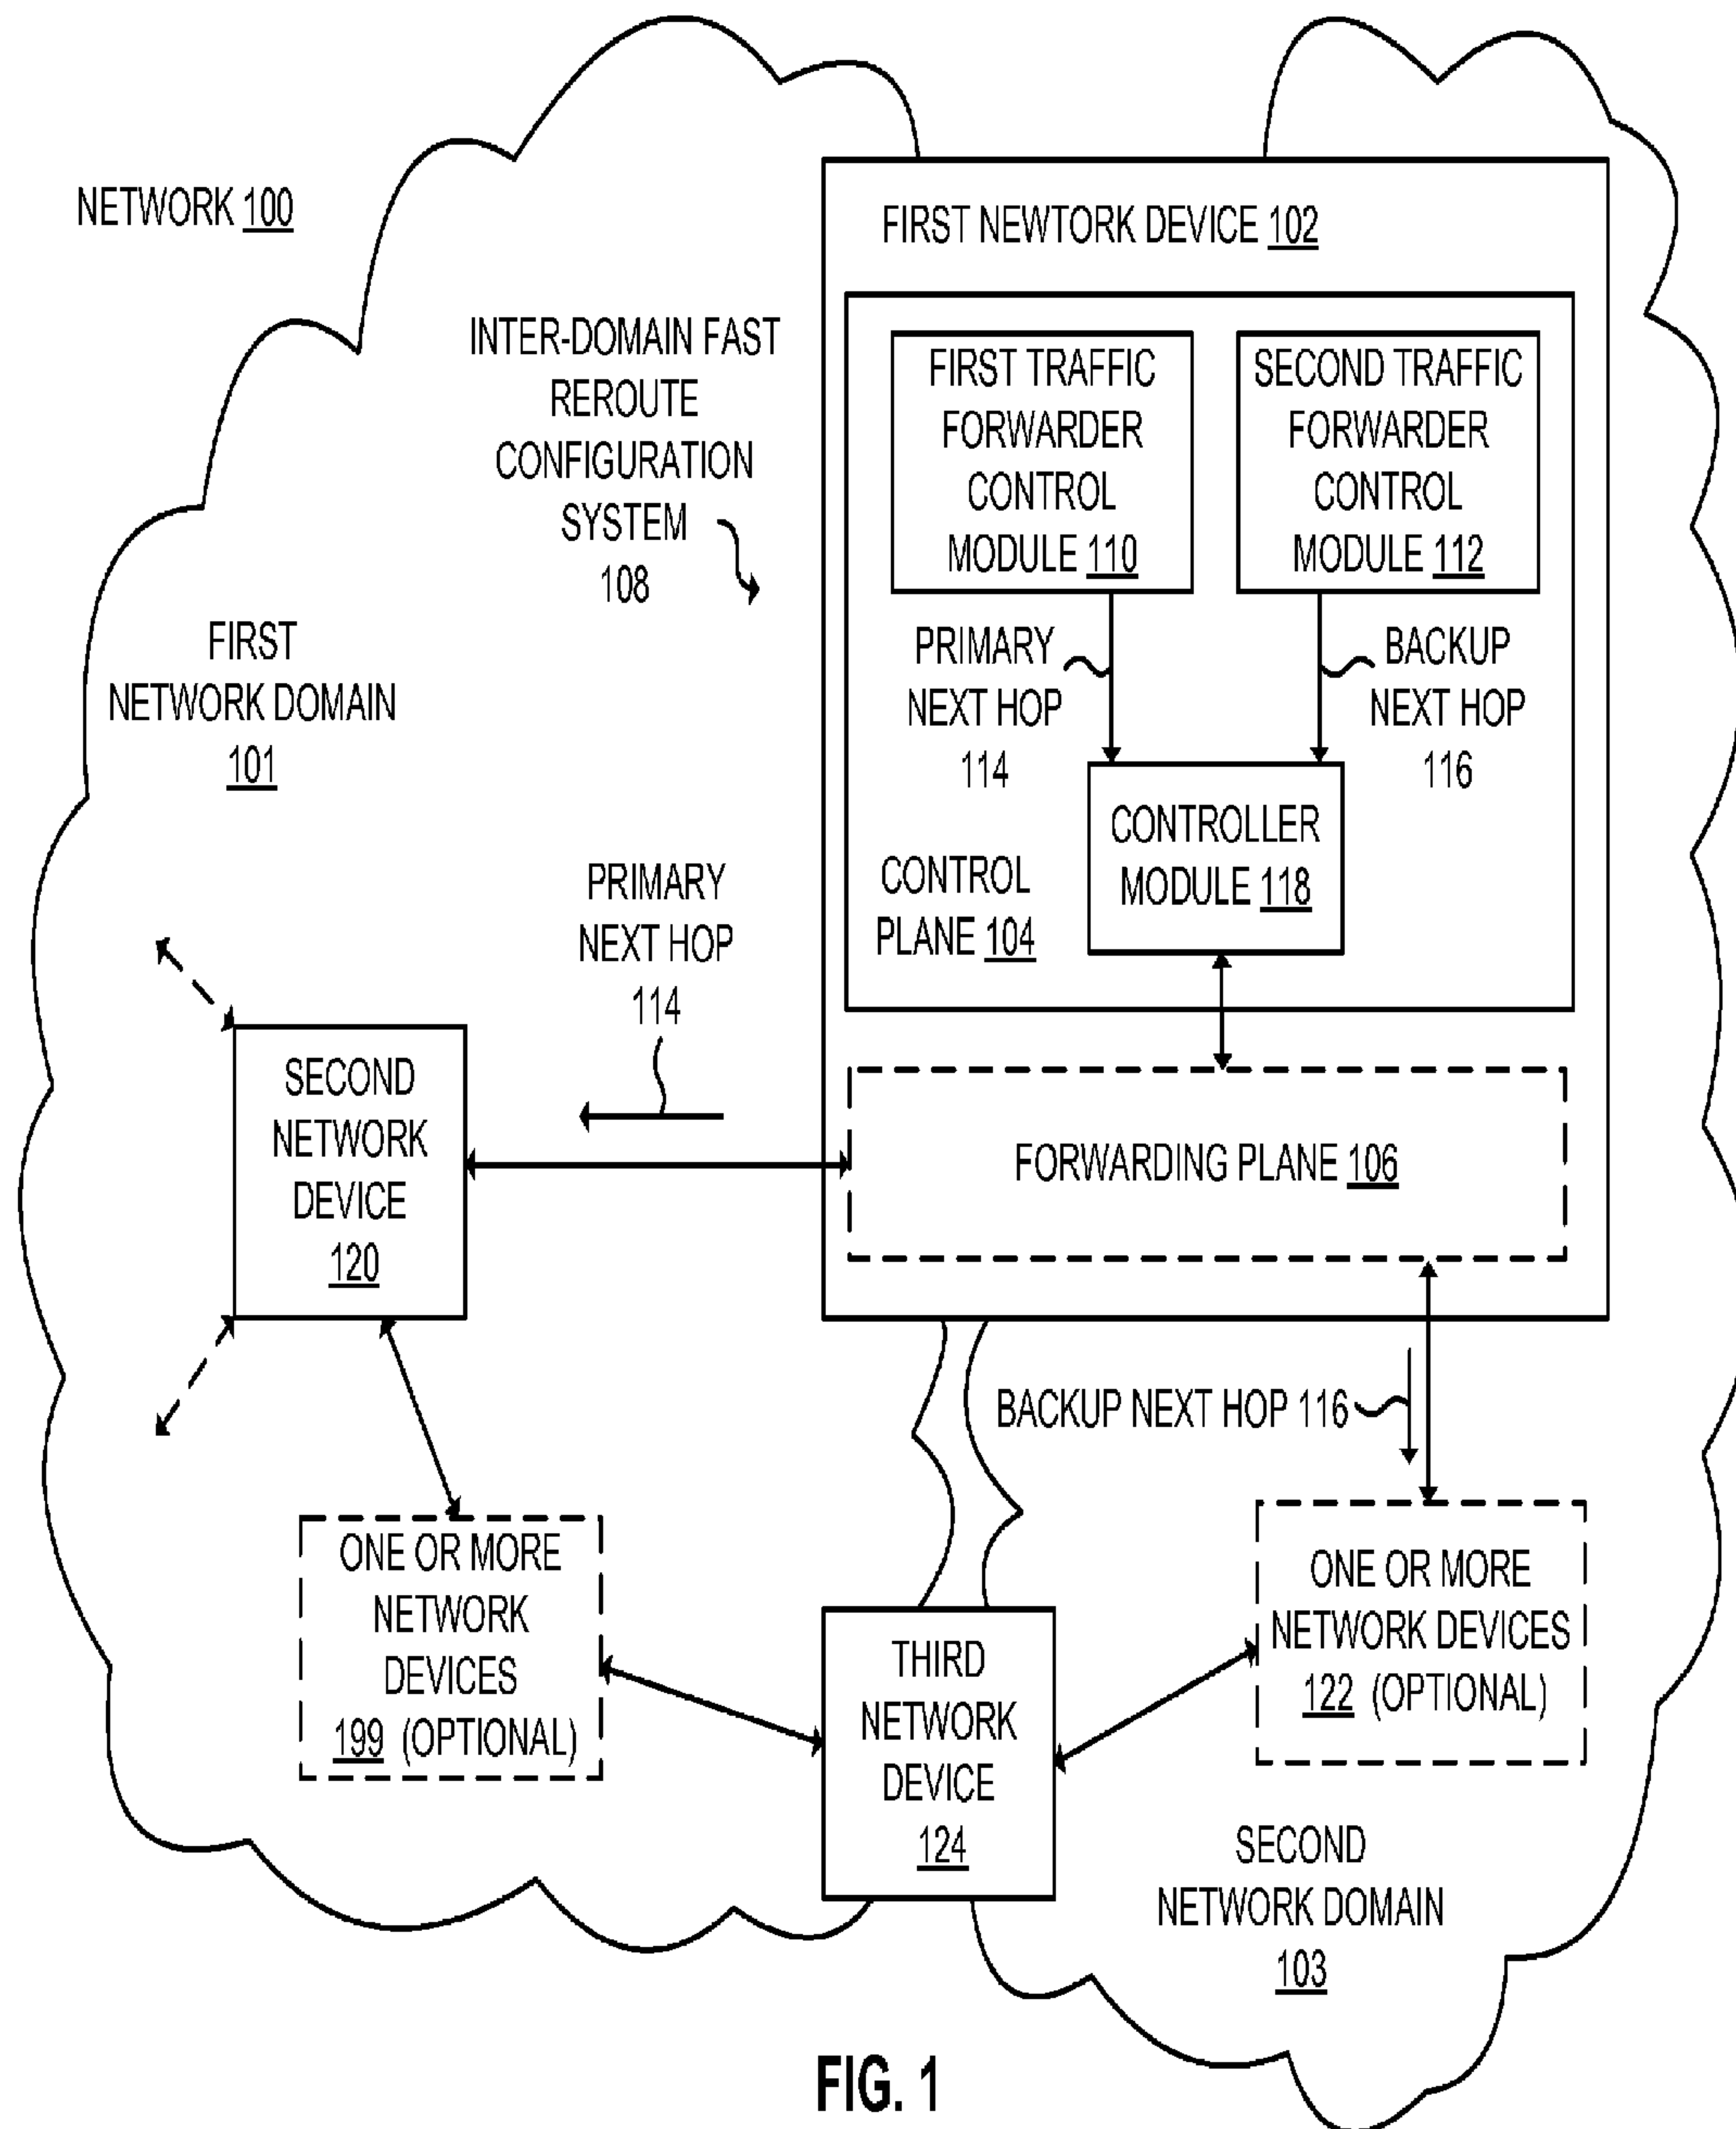 NETWORK 100
FIRST NEWTORK DEVICE 102
INTER-DOMAIN FAST
REROUTE
CONFIGURATION
SYSTEM
108
FIRST TRAFFIC
FORWARDER
CONTROL
MODULE 110
SECOND TRAFFIC
FORWARDER
CONTROL
MODULE 112
FIRST
NETWORK DOMAIN
101
PRIMARY
NEXT HOP
114
BACKUP
NEXT HOP
116
CONTROLLER
MODULE 118
CONTROL
PLANE 104
PRIMARY
NEXT HOP
114
SECOND
NETWORK
DEVICE
120
FORWARDING PLANE 106
BACKUP NEXT HOP 116
ONE OR MORE
NETWORK
DEVICES
199 (OPTIONAL)
THIRD
NETWORK
DEVICE
124
ONE OR MORE
NETWORK DEVICES
122 (OPTIONAL)
SECOND
NETWORK DOMAIN
103
FIG. 1